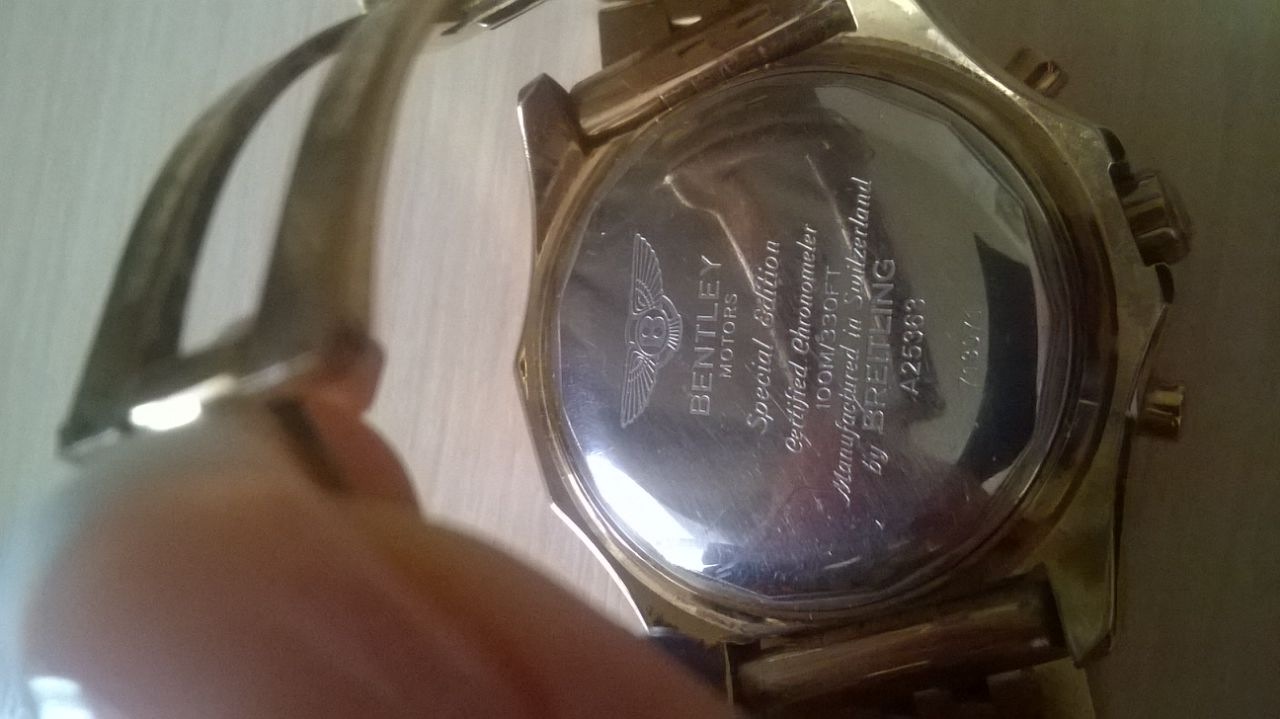 B
BENTLEY
MOTORS
Special Edition
Certified Chronometer
100M/330FT
Manufactured in Switzerland
by BREITLING
A25363